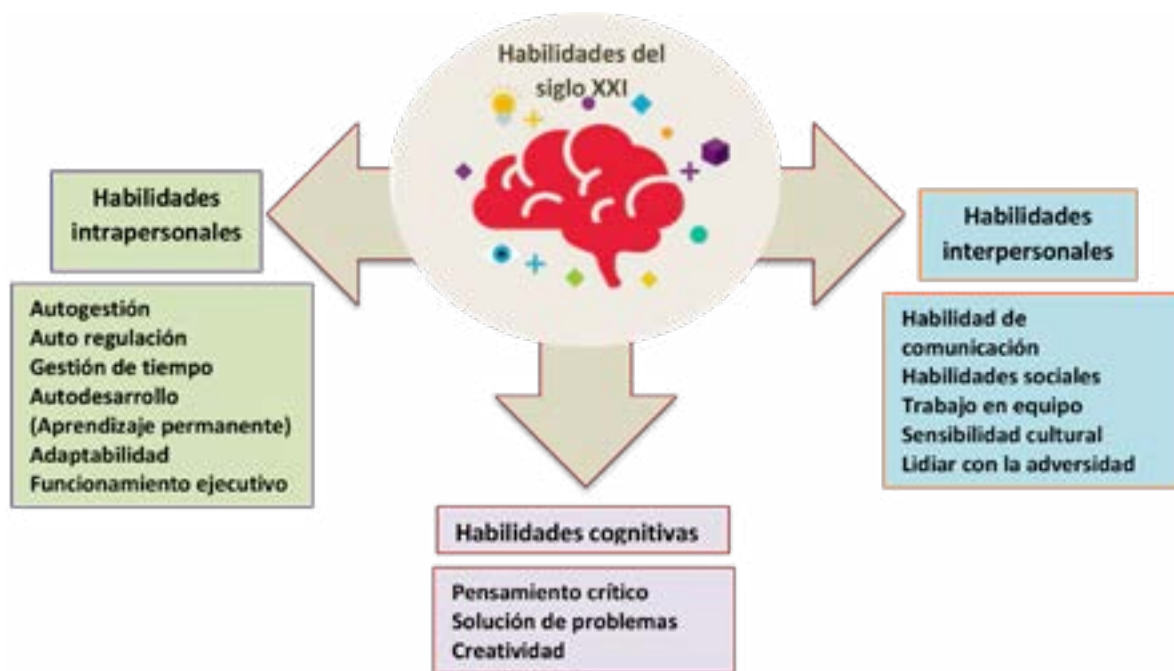 Habilidades del
siglo XXI
Habilidades
intrapersonales
Autogestión
Auto regulación
Gestión de tiempo
Autodesarrollo
(Aprendizaje permanente)
Adaptabilidad
Funcionamiento ejecutivo
Habilidades cognitivas
Pensamiento crítico
Solución de problemas
Creatividad
Habilidades
interpersonales
Habilidad de
comunicación
Habilidades sociales
Trabajo en equipo
Sensibilidad cultural
Lidiar con la adversidad